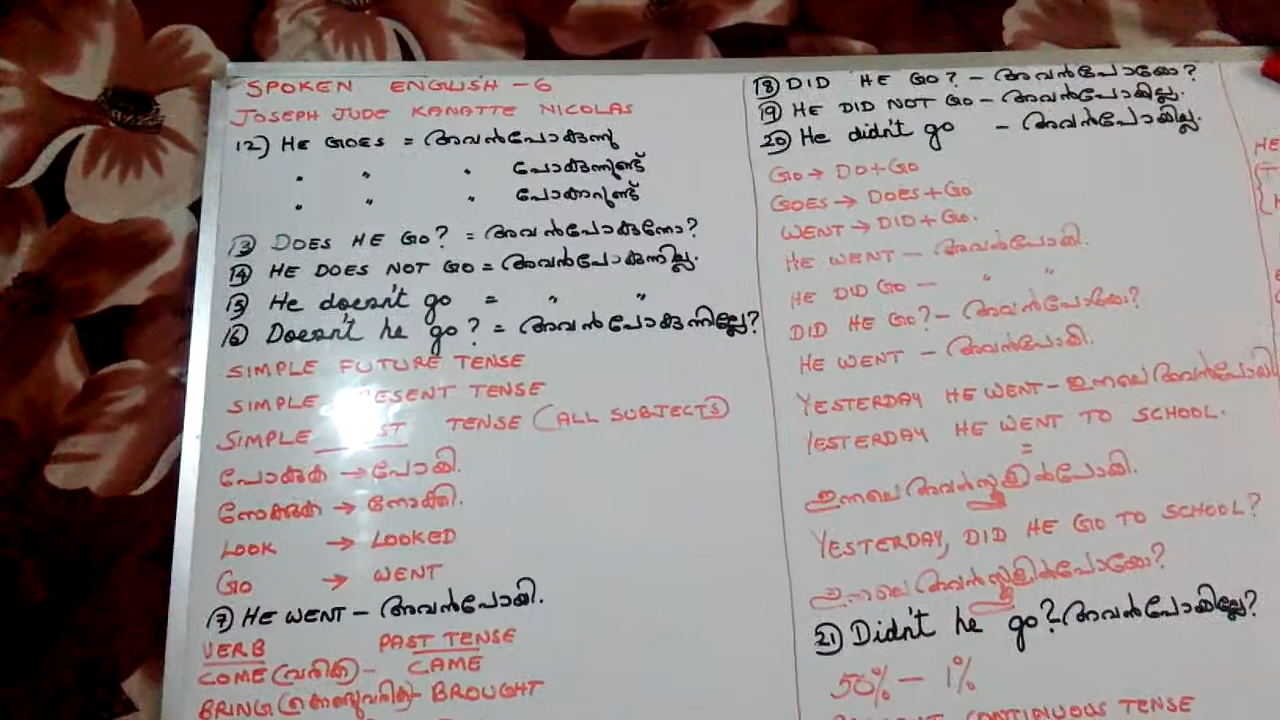 SPOKEN ENGLISH - 6
JOSEPH JUDE KANATTE NICOLAS
12) HE GOES = അവൻപോകുന്നു
" " " പോകുന്നുണ്ട്
" " " പോകാറുണ്ട്
13) DOES HE GO? = അവൻപോകുന്നോ?
14) HE DOES NOT GO = അവൻപോകുന്നില്ല.
15) He doesn't go = " "
16) Doesn't he go? = അവൻപോകുന്നില്ലേ?
SIMPLE FUTURE TENSE
SIMPLE ESENT TENSE
SIMPLE ST TENSE (ALL SUBJECTS)
പോകുക → പോയി.
നോക്കുക → നോക്കി.
LOOK → LOOKED
GO → WENT
17) HE WENT - അവൻപോയി.
VERB PAST TENSE
COME (വരിക) - CAME
BRING (കൊണ്ടുവരിക) - BROUGHT
18) DID HE GO? - അവൻപോയോ?
19) HE DID NOT GO - അവൻപോയില്ല.
20) He didn't go - അവൻപോയില്ല.
GO → DO+GO
GOES → DOES+GO
WENT → DID+GO.
HE WENT - അവൻപോയി.
HE DID GO - " "
DID HE GO? - അവൻപോയോ?
HE WENT - അവൻപോയി.
YESTERDAY HE WENT - ഇന്നലെ അവൻപോയി
YESTERDAY HE WENT TO SCHOOL.
=
ഇന്നലെ അവൻസ്കൂളിൽപോയി.
YESTERDAY, DID HE GO TO SCHOOL?
ഇന്നലെ അവൻസ്കൂളിൽപോയോ?
21) Didn't he go? അവൻപോയില്ലേ?
50% - 1%
CONTINUOUS TENSE
HE